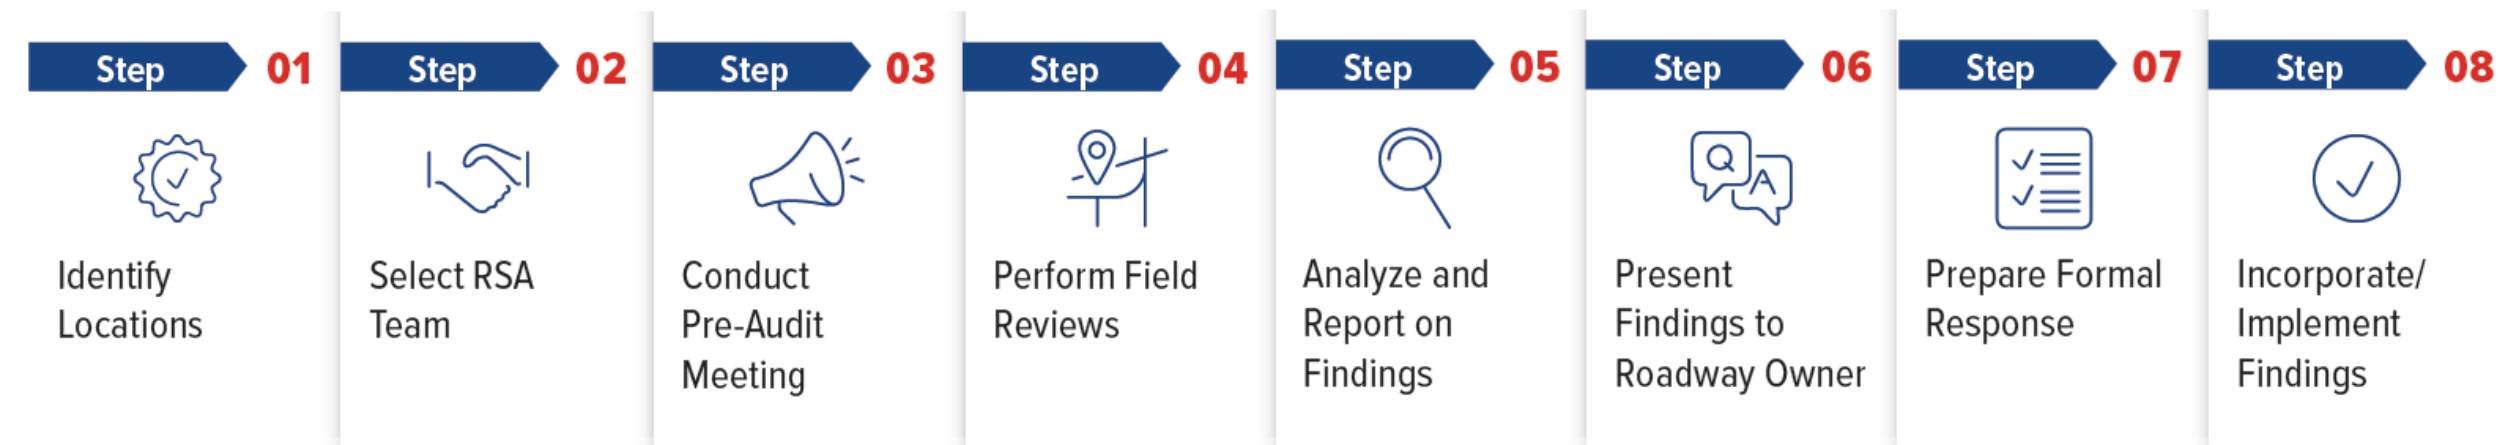 Step 01
Identify
Locations
Step 02
Select RSA
Team
Step 03
Conduct
Pre-Audit
Meeting
Step 04
Perform Field
Reviews
Step 05
Analyze and
Report on
Findings
Step 06
Q
A
Present
Findings to
Roadway Owner
Step 07
Prepare Formal
Response
Step 08
Incorporate/
Implement
Findings